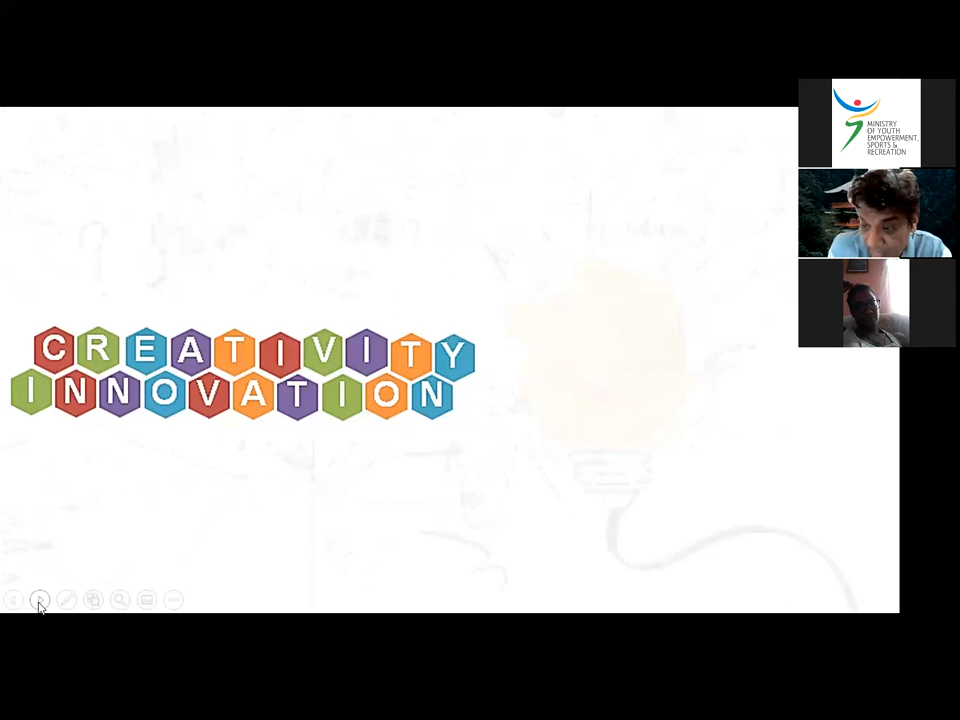 CREATIVITY
INNOVATION
MINISTRY
OF YOUTH
EMPOWERMENT,
SPORTS &
RECREATION